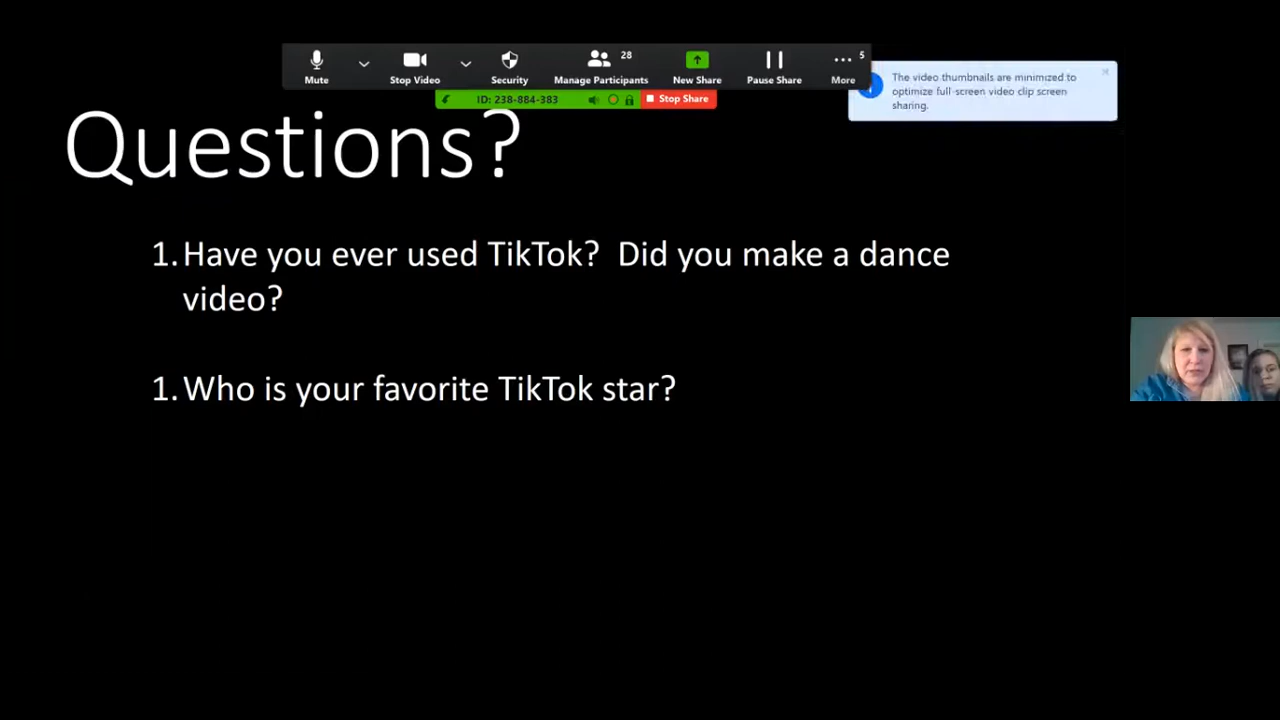 28
5
Mute
Stop Video
Security
Manage Participants
New Share
Pause Share
More
The video thumbnails are minimized to
optimize full-screen video clip screen
sharing.
ID: 238-884-383
Stop Share
Questions?
1. Have you ever used TikTok? Did you make a dance
video?
1. Who is your favorite TikTok star?